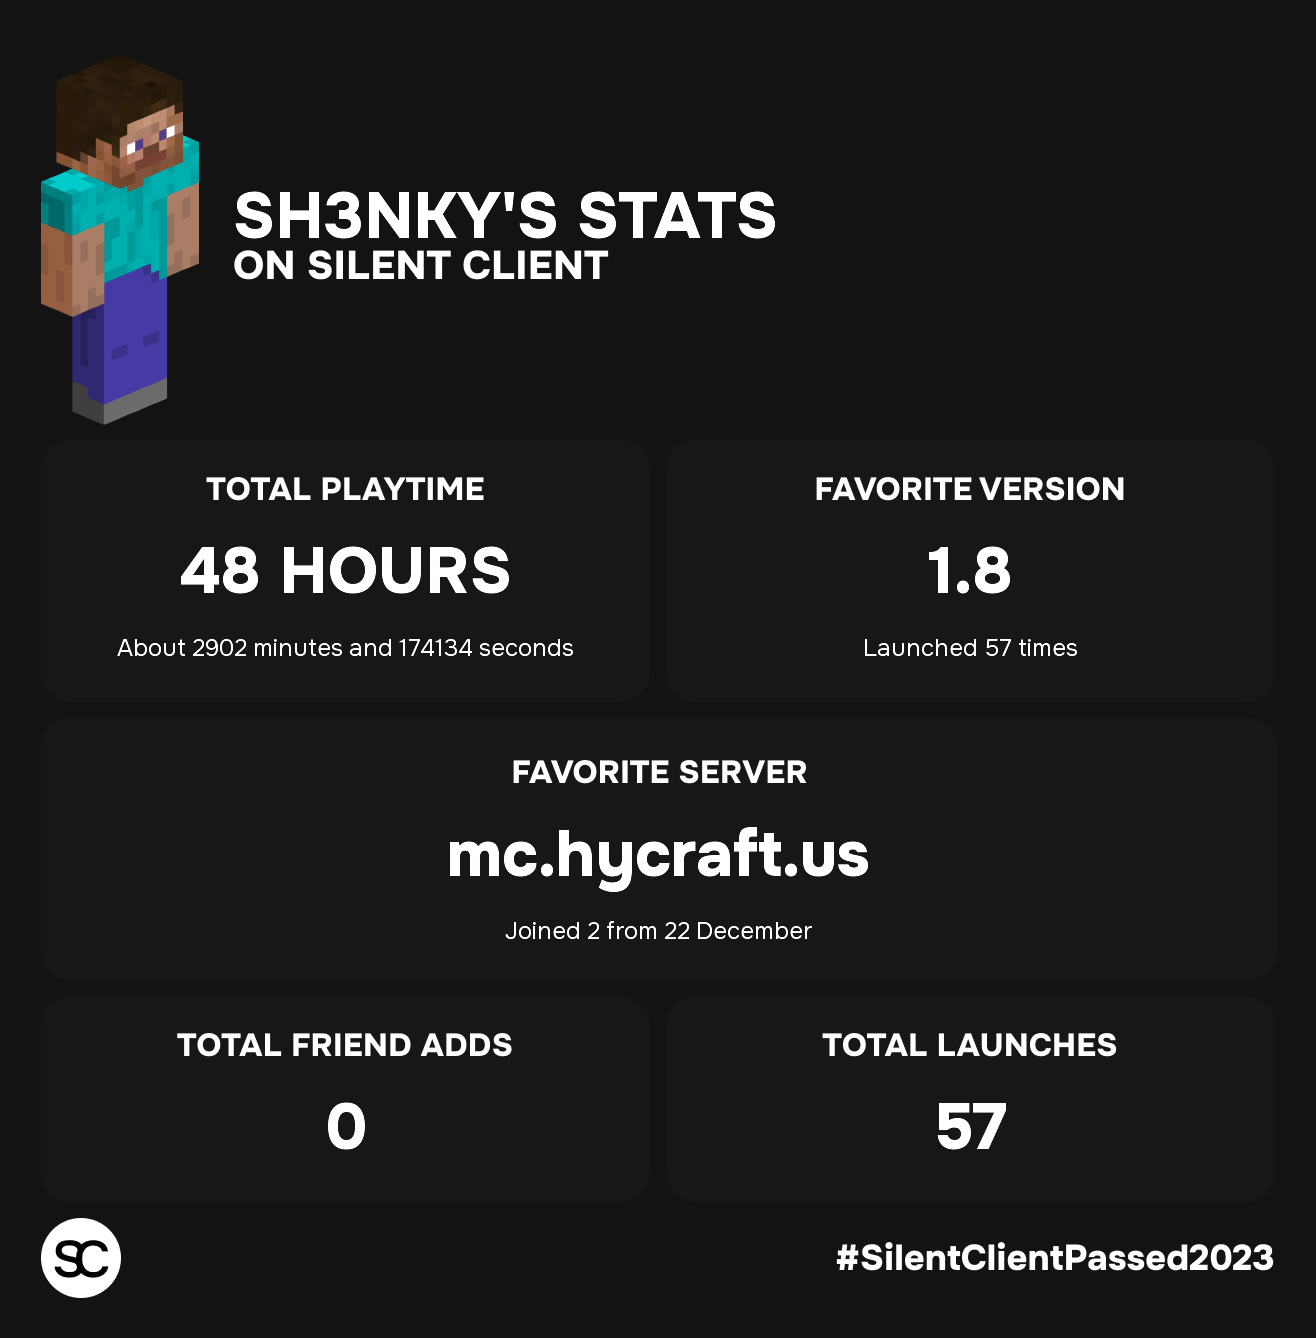 SH3NKY'S STATS
ON SILENT CLIENT
TOTAL PLAYTIME
48 HOURS
About 2902 minutes and 174134 seconds
FAVORITE VERSION
1.8
Launched 57 times
FAVORITE SERVER
mc.hycraft.us
Joined 2 from 22 December
TOTAL FRIEND ADDS
0
TOTAL LAUNCHES
57
SC
#SilentClientPassed2023